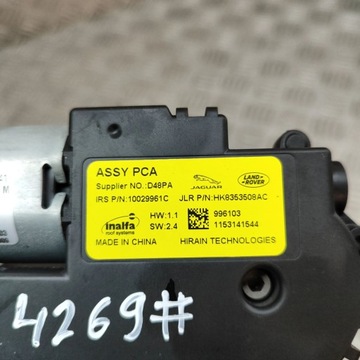 ASSY PCA
Supplier NO.:D48PA
JAGUAR
LAND ROVER
IRS P/N:10029961C
JLR P/N:HK8353508AC
inalfa
roof systems
HW:1.1
SW:2.4
996103
1153141544
MADE IN CHINA
HIRAIN TECHNOLOGIES
4269#